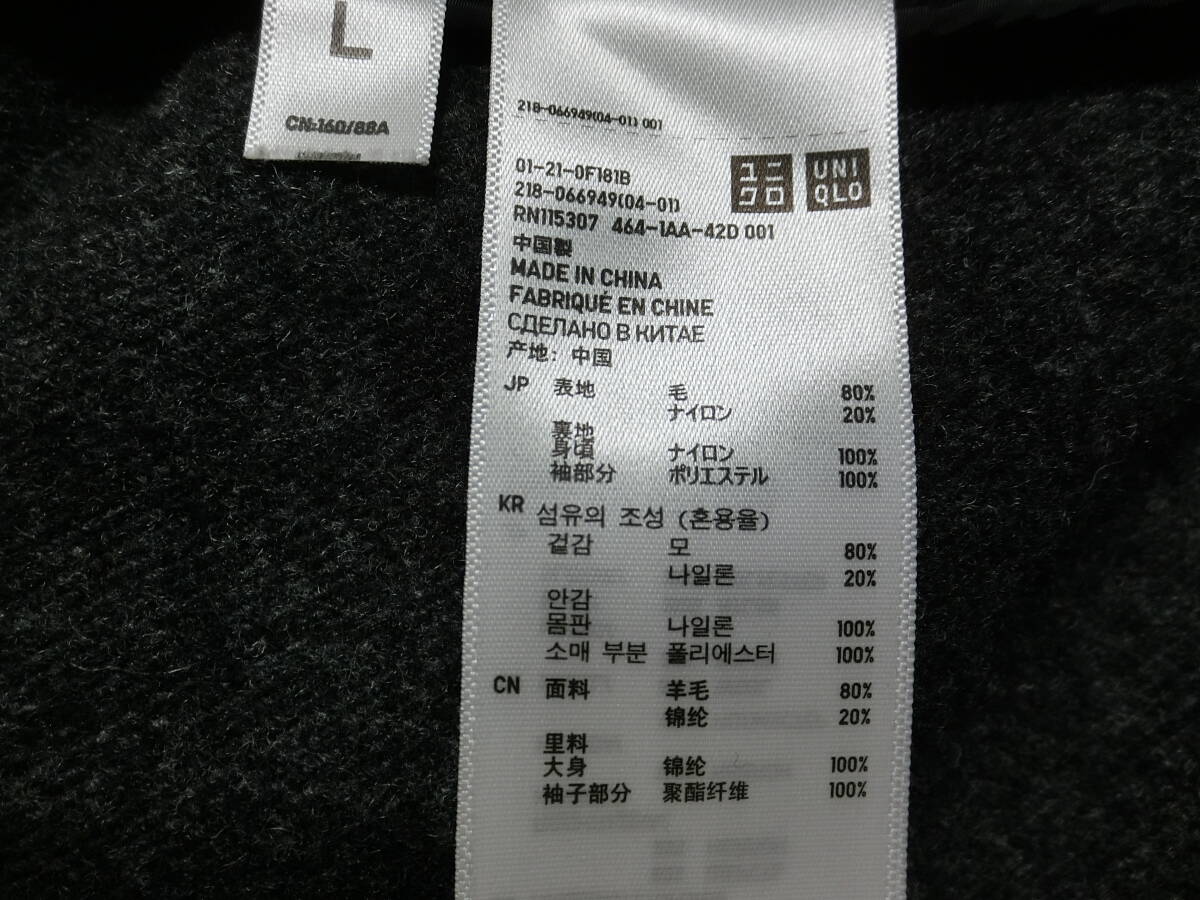 L
CN:160/88A
218-066949(04-01) 001
01-21-0F181B
218-066949(04-01)
RN115307 464-1AA-42D 001
ユニクロ
UNIQLO
中国製
MADE IN CHINA
FABRIQUÉ EN CHINE
СДЕЛАНО В КИТАЕ
产地: 中国
JP 表地 毛 80%
ナイロン 20%
裏地
身頃 ナイロン 100%
袖部分 ポリエステル 100%
KR 섬유의 조성 (혼용율)
겉감 모 80%
나일론 20%
안감
몸판 나일론 100%
소매 부분 폴리에스터 100%
CN 面料 羊毛 80%
锦纶 20%
里料
大身 锦纶 100%
袖子部分 聚酯纤维 100%